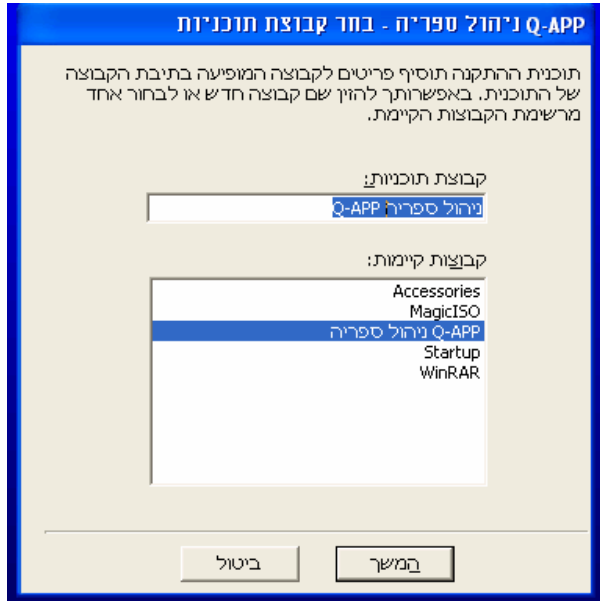 Q-APP ניהול ספריה - בחר קבוצת תוכניות
תוכנית ההתקנה תוסיף פריטים לקבוצה המופיעה בתיבת הקבוצה
של התוכנית. באפשרותך להזין שם קבוצה חדש או לבחור אחד
מרשימת הקבוצות הקיימת.
קבוצת תוכניות:
ניהול ספריה Q-APP
קבוצות קיימות:
Accessories
MagicISO
Q-APP ניהול ספריה
Startup
WinRAR
המשך
ביטול